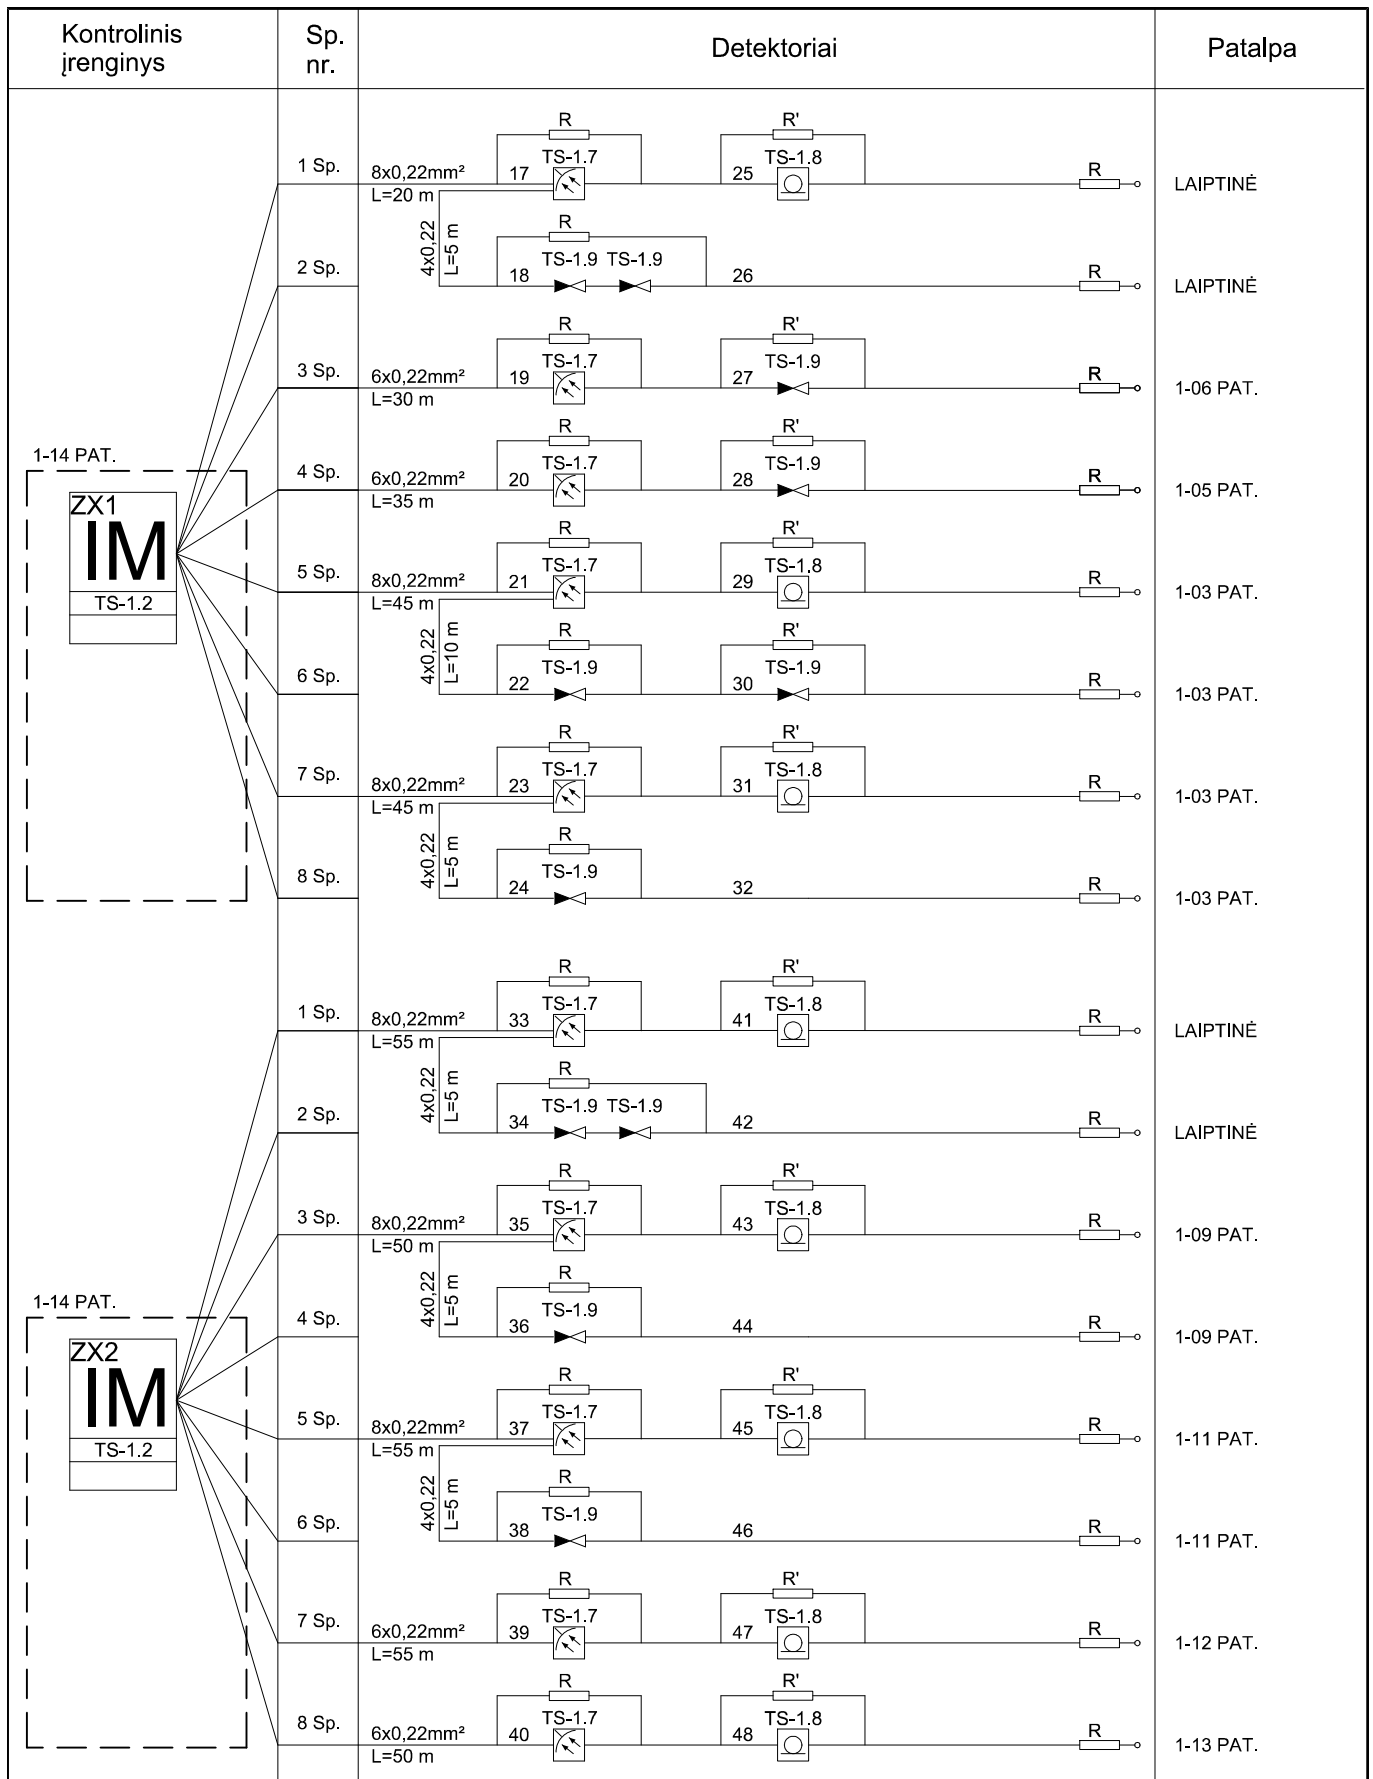 Kontrolinis
įrenginys
Sp.
nr.
Detektoriai
Patalpa
1-14 PAT.
ZX1
IM
TS-1.2
1 Sp.
8x0,22mm²
L=20 m
17
R
TS-1.7
25
R'
TS-1.8
R
LAIPTINĖ
4x0,22
L=5 m
2 Sp.
18
R
TS-1.9 TS-1.9
26
R
LAIPTINĖ
3 Sp.
6x0,22mm²
L=30 m
19
R
TS-1.7
27
R'
TS-1.9
R
1-06 PAT.
4 Sp.
6x0,22mm²
L=35 m
20
R
TS-1.7
28
R'
TS-1.9
R
1-05 PAT.
5 Sp.
8x0,22mm²
L=45 m
21
R
TS-1.7
29
R'
TS-1.8
R
1-03 PAT.
4x0,22
L=10 m
6 Sp.
22
R
TS-1.9
30
R'
TS-1.9
R
1-03 PAT.
7 Sp.
8x0,22mm²
L=45 m
23
R
TS-1.7
31
R'
TS-1.8
R
1-03 PAT.
4x0,22
L=5 m
8 Sp.
24
R
TS-1.9
32
R
1-03 PAT.
1-14 PAT.
ZX2
IM
TS-1.2
1 Sp.
8x0,22mm²
L=55 m
33
R
TS-1.7
41
R'
TS-1.8
R
LAIPTINĖ
4x0,22
L=5 m
2 Sp.
34
R
TS-1.9 TS-1.9
42
R
LAIPTINĖ
3 Sp.
8x0,22mm²
L=50 m
35
R
TS-1.7
43
R'
TS-1.8
R
1-09 PAT.
4x0,22
L=5 m
4 Sp.
36
R
TS-1.9
44
R
1-09 PAT.
5 Sp.
8x0,22mm²
L=55 m
37
R
TS-1.7
45
R'
TS-1.8
R
1-11 PAT.
4x0,22
L=5 m
6 Sp.
38
R
TS-1.9
46
R
1-11 PAT.
7 Sp.
6x0,22mm²
L=55 m
39
R
TS-1.7
47
R'
TS-1.8
R
1-12 PAT.
8 Sp.
6x0,22mm²
L=50 m
40
R
TS-1.7
48
R'
TS-1.8
R
1-13 PAT.